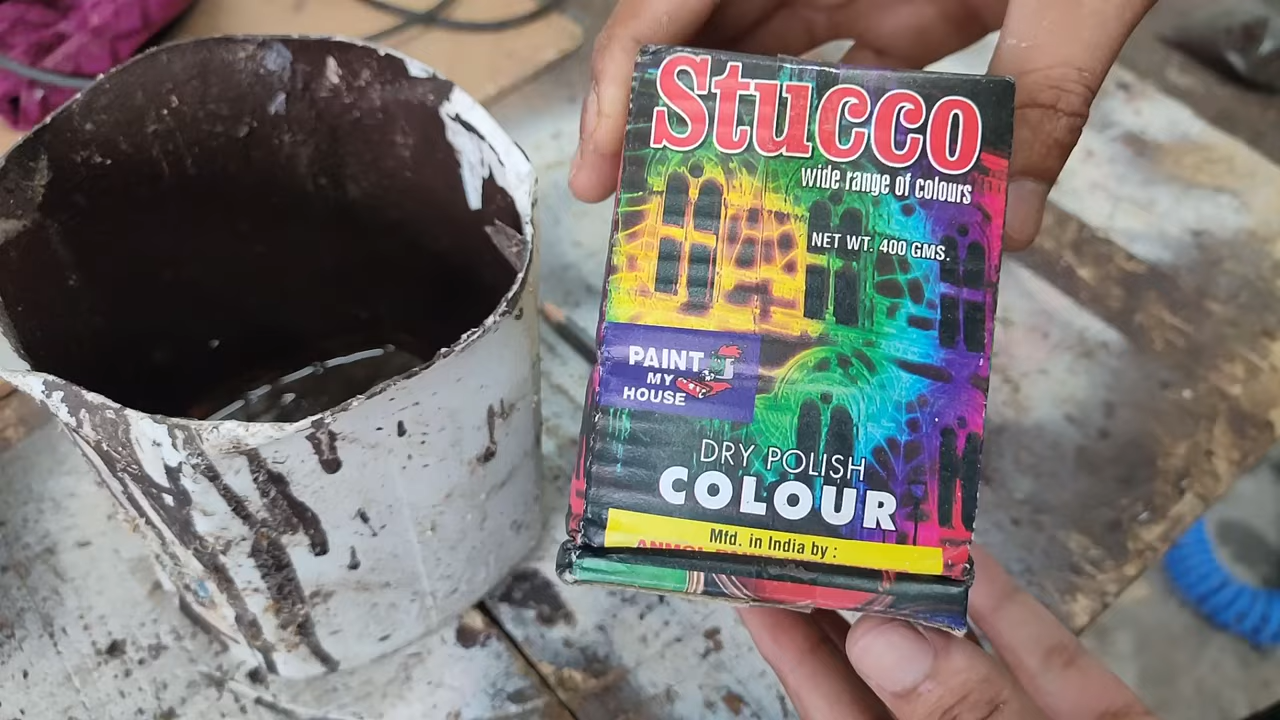 Stucco
wide range of colours
NET WT. 400 GMS.
PAINT
MY
HOUSE
DRY POLISH
COLOUR
Mfd. in India by :
ANMOL